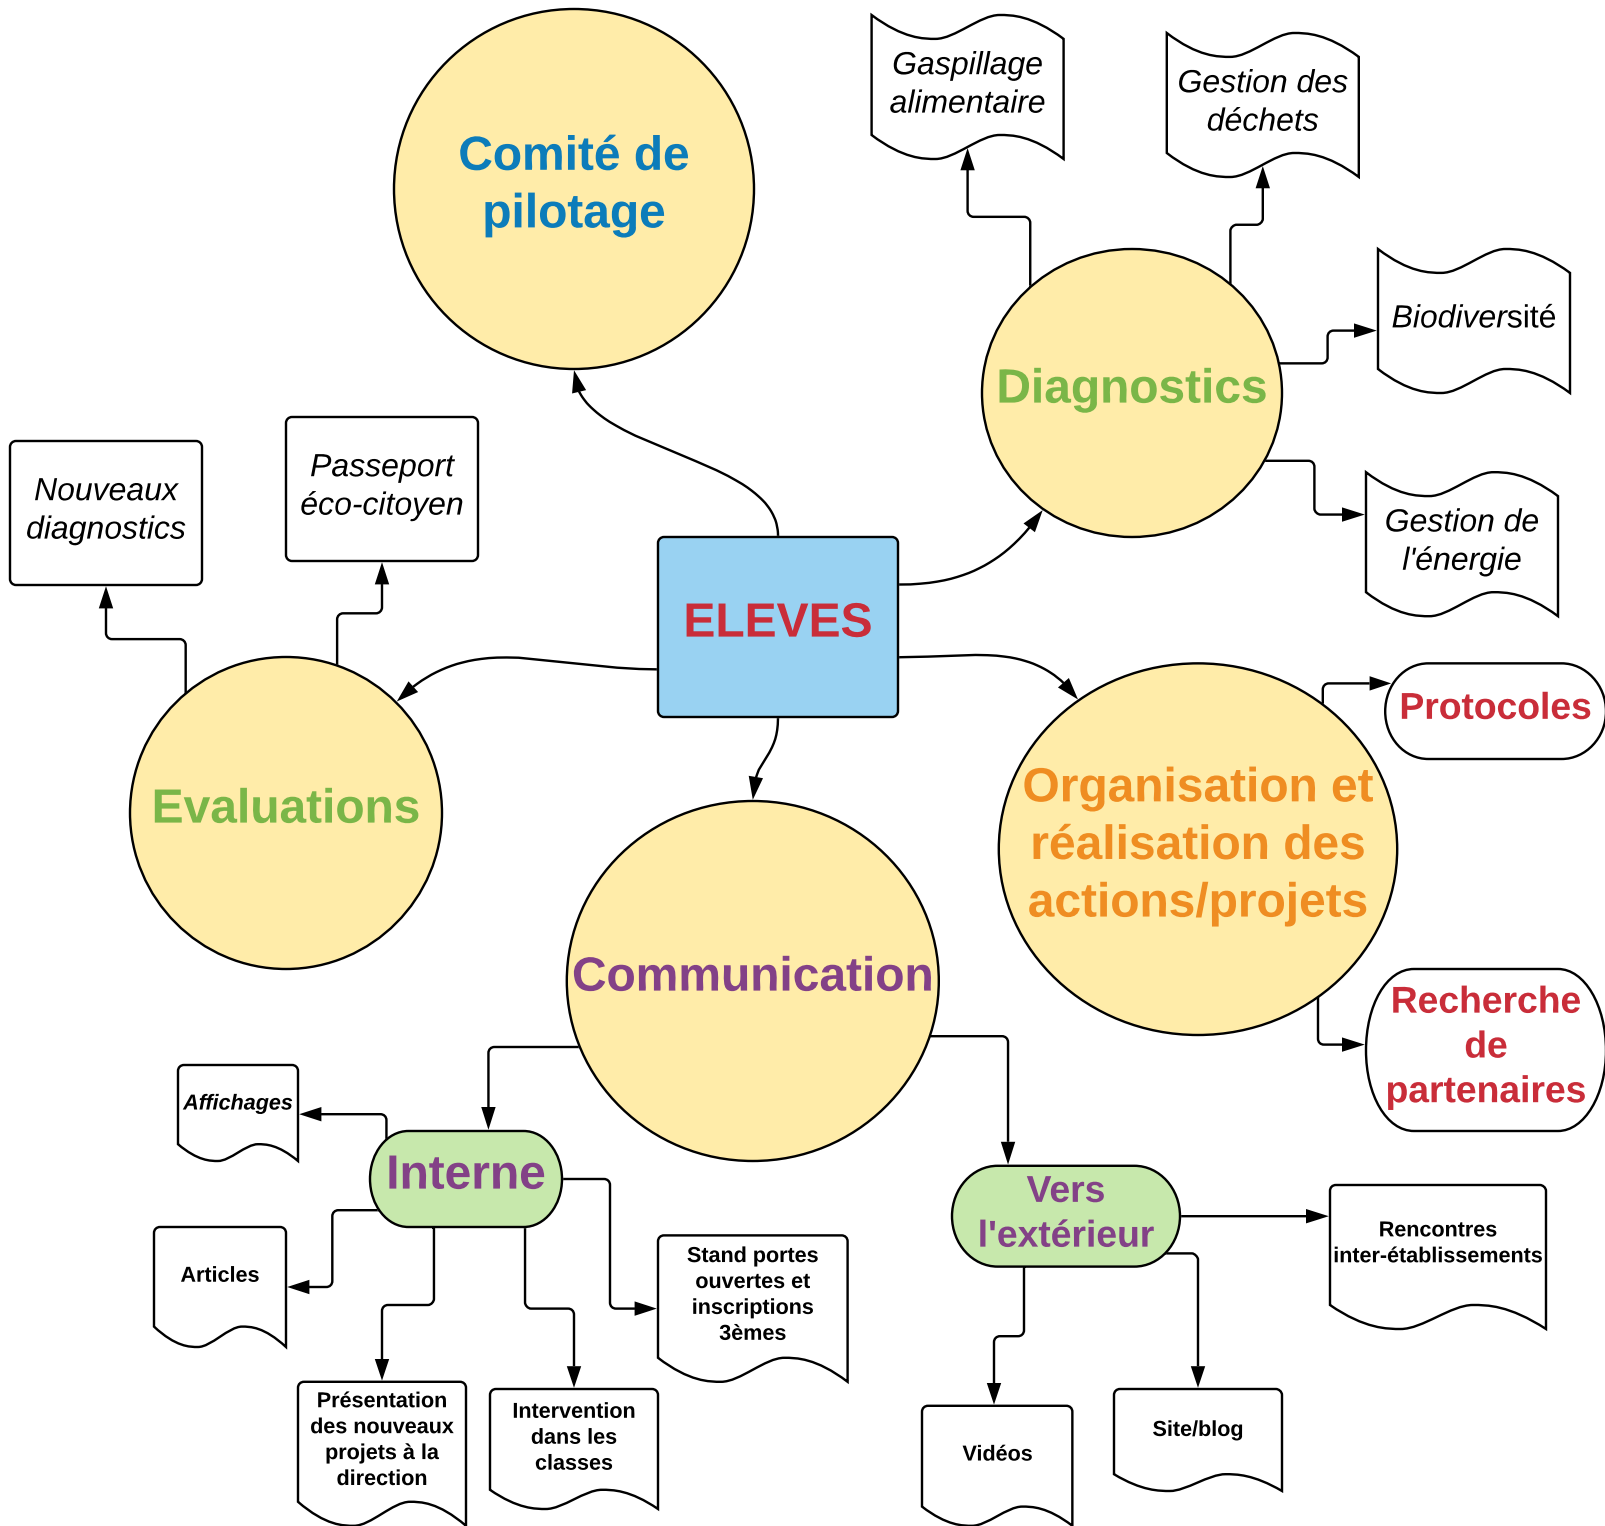 Comité de
pilotage
Gaspillage
alimentaire
Gestion des
déchets
Biodiversité
Diagnostics
Gestion de
l'énergie
Nouveaux
diagnostics
Passeport
éco-citoyen
ELEVES
Evaluations
Protocoles
Organisation et
réalisation des
actions/projets
Communication
Recherche
de
partenaires
Affichages
Interne
Vers
l'extérieur
Articles
Stand portes
ouvertes et
inscriptions
3èmes
Rencontres
inter-établissements
Présentation
des nouveaux
projets à la
direction
Intervention
dans les
classes
Vidéos
Site/blog